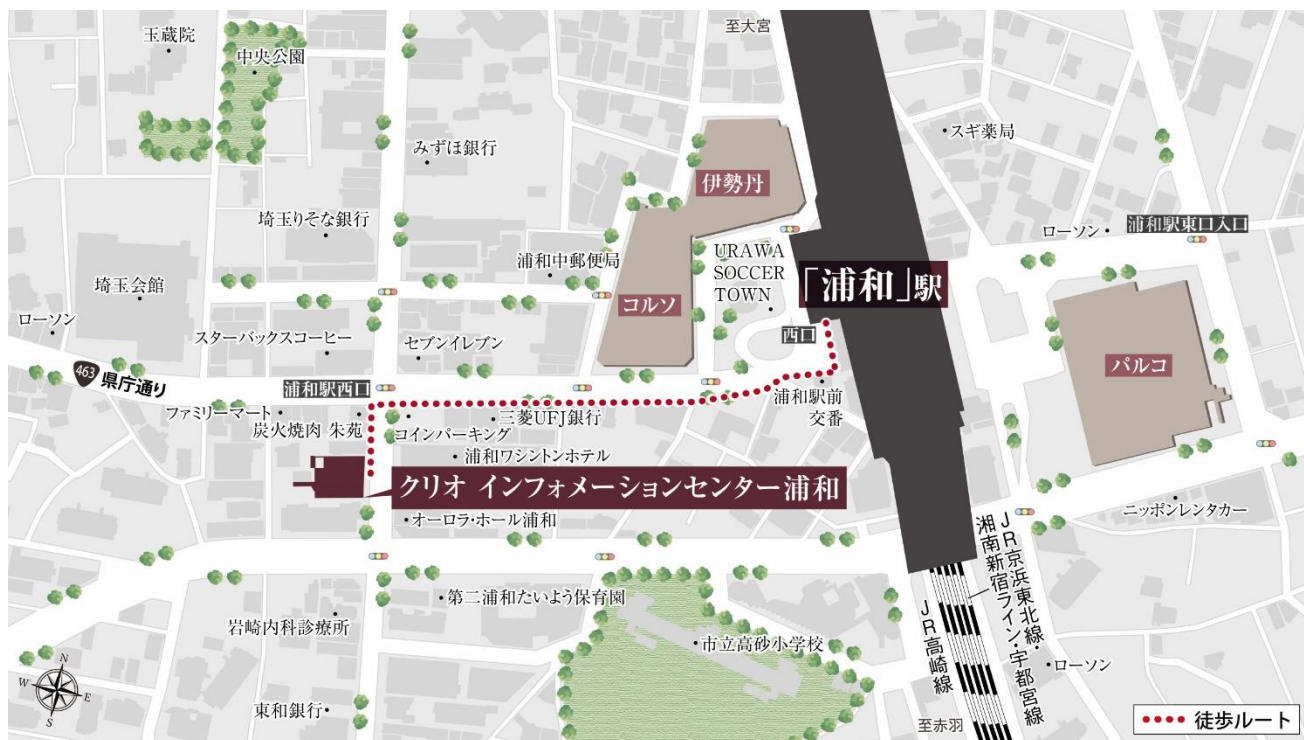 至大宮
玉蔵院
中央公園
スギ薬局
みずほ銀行
伊勢丹
埼玉りそな銀行
ローソン
浦和駅東口入口
浦和中郵便局
URAWA
SOCCER
TOWN
「浦和」駅
埼玉会館
コルソ
ローソン
スターバックスコーヒー
セブンイレブン
西口
パルコ
463
県庁通り
浦和駅西口
浦和駅前
交番
ファミリーマート
炭火焼肉 朱苑
コインパーキング
三菱UFJ銀行
浦和ワシントンホテル
クリオ インフォメーションセンター浦和
オーロラ・ホール浦和
ニッポンレンタカー
JR京浜東北線・
湘南新宿ライン・宇都宮線
JR高崎線
第二浦和たいよう保育園
岩崎内科診療所
市立高砂小学校
ローソン
N
W
E
S
東和銀行
至赤羽
徒歩ルート